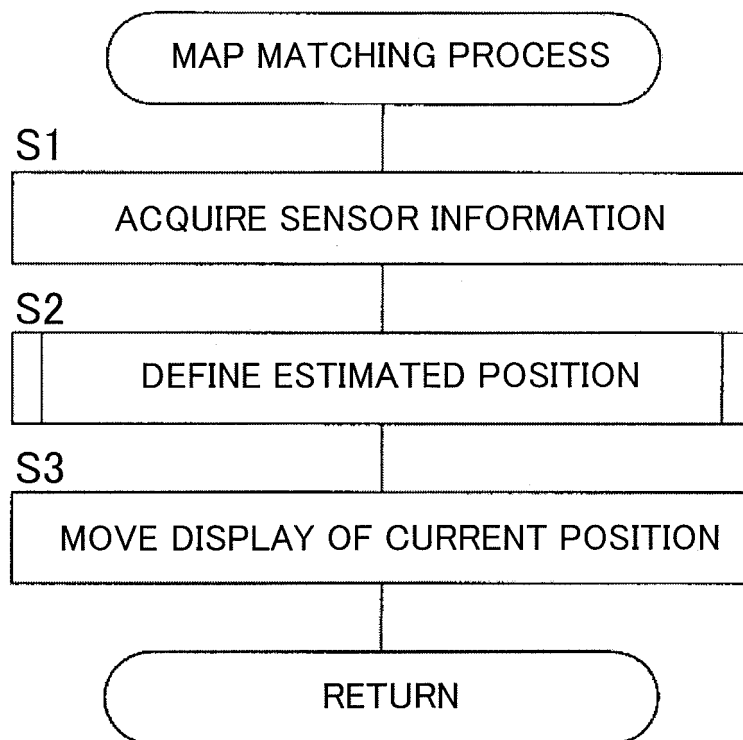 MAP MATCHING PROCESS
S1
ACQUIRE SENSOR INFORMATION
S2
DEFINE ESTIMATED POSITION
S3
MOVE DISPLAY OF CURRENT POSITION
RETURN